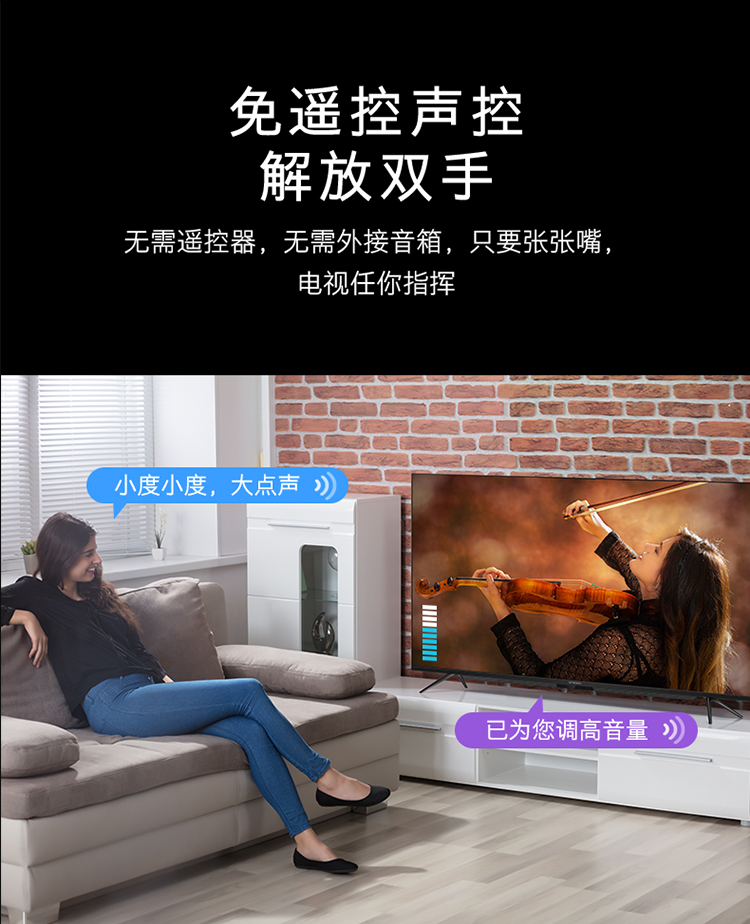 免遥控声控
解放双手
无需遥控器，无需外接音箱，只要张张嘴，
电视任你指挥
小度小度，大点声
已为您调高音量